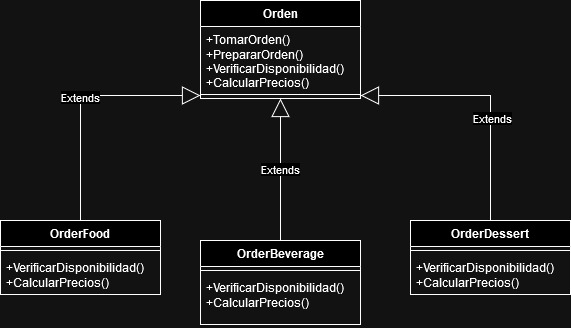 Orden
+TomarOrden()
+PrepararOrden()
+VerificarDisponibilidad()
+CalcularPrecios()
Extends
Extends
Extends
OrderFood
+VerificarDisponibilidad()
+CalcularPrecios()
OrderBeverage
+VerificarDisponibilidad()
+CalcularPrecios()
OrderDessert
+VerificarDisponibilidad()
+CalcularPrecios()